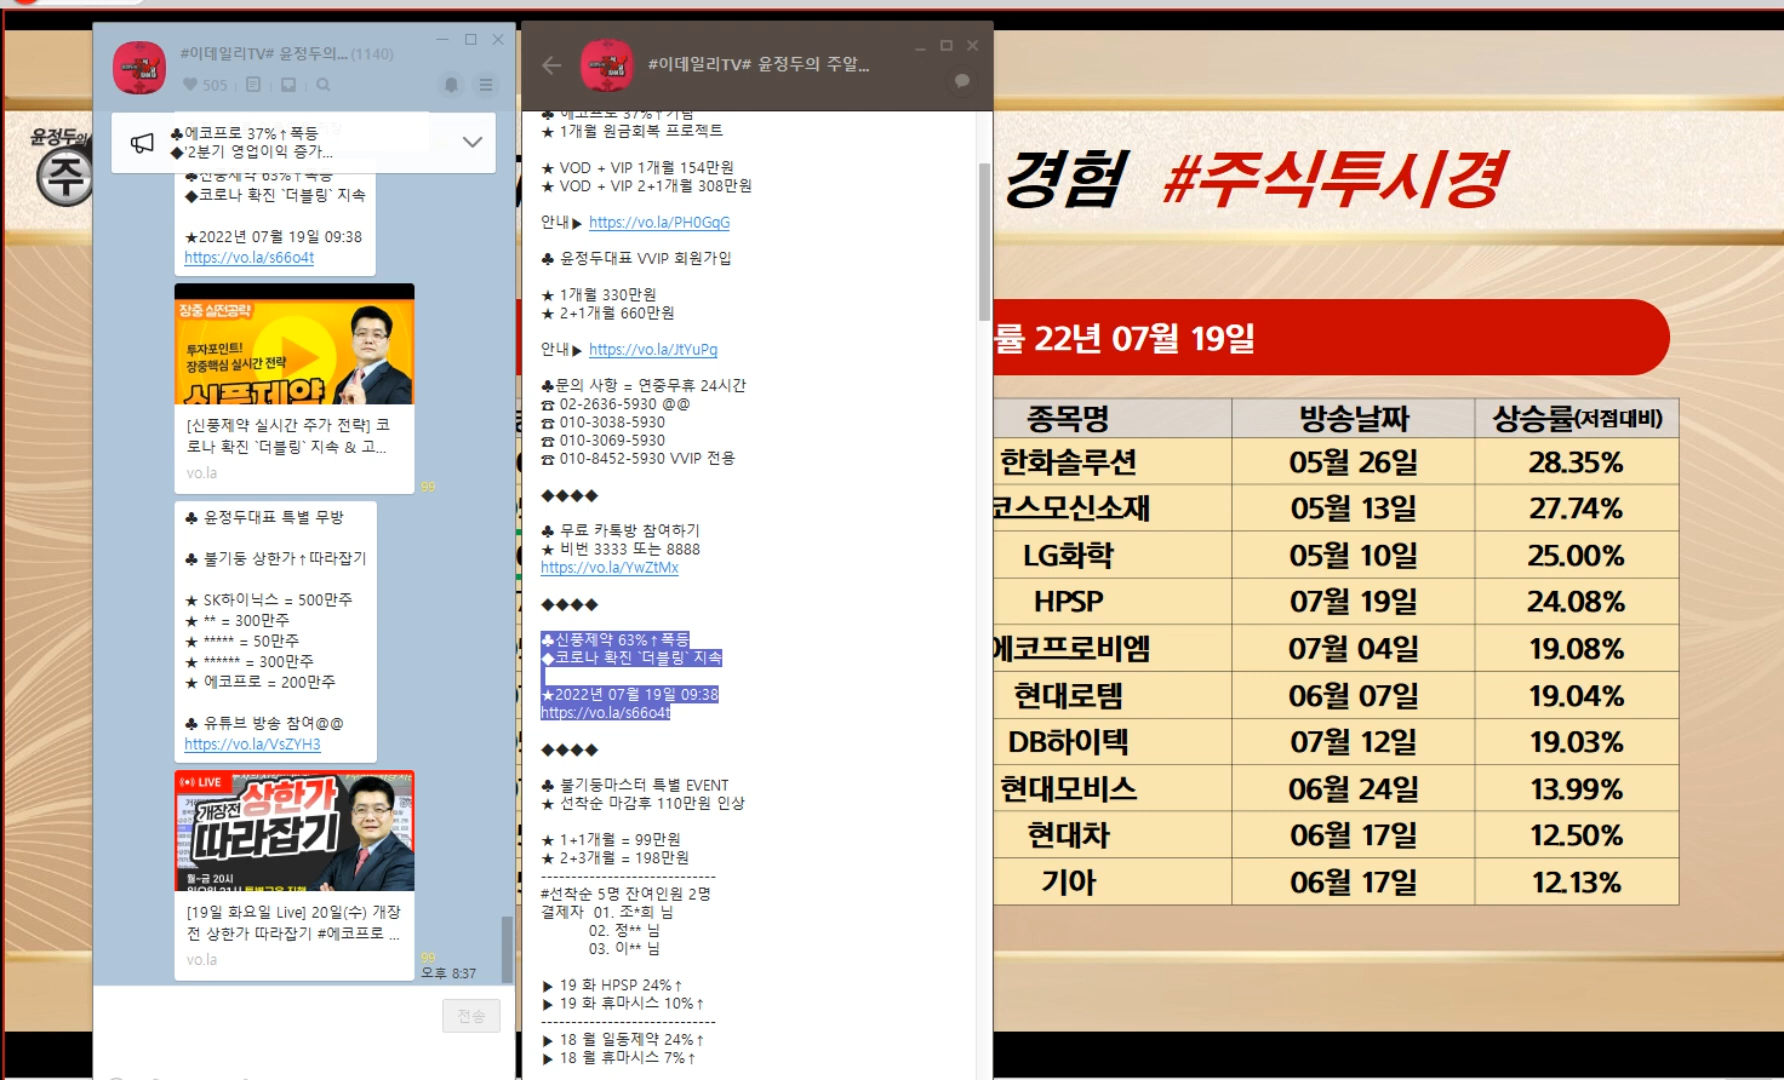 #이데일리TV# 윤정두의...(1140)
505
♣에코프로 37%↑폭등
◆'2분기 영업이익 증가...
♣신풍제약 63%↑폭등
◆코로나 확진 `더블링` 지속
★2022년 07월 19일 09:38
https://vo.la/s66o4t
장중 실전공략
투자포인트!
장중핵심 실시간 전략
신풍제약
[신풍제약 실시간 주가 전략] 코
로나 확진 `더블링` 지속 & 고...
vo.la
99
♣ 윤정두대표 특별 무방
♣ 불기둥 상한가↑따라잡기
★ SK하이닉스 = 500만주
★ ** = 300만주
★ ***** = 50만주
★ ****** = 300만주
★ 에코프로 = 200만주
♣ 유튜브 방송 참여@@
https://vo.la/VsZYH3
LIVE
개장전 상한가
따라잡기
월~금 20시
[19일 화요일 Live] 20일(수) 개장
전 상한가 따라잡기 #에코프로 ...
vo.la
99
오후 8:37
전송
#이데일리TV# 윤정두의 주알...
♣ 에코프로 37%↑기념
★ 1개월 원금회복 프로젝트
★ VOD + VIP 1개월 154만원
★ VOD + VIP 2+1개월 308만원
안내▶ https://vo.la/PH0GqG
♣ 윤정두대표 VVIP 회원가입
★ 1개월 330만원
★ 2+1개월 660만원
안내▶ https://vo.la/JtYuPq
♣문의 사항 = 연중무휴 24시간
☎ 02-2636-5930 @@
☎ 010-3038-5930
☎ 010-3069-5930
☎ 010-8452-5930 VVIP 전용
◆◆◆◆
♣ 무료 카톡방 참여하기
★ 비번 3333 또는 8888
https://vo.la/YwZtMx
◆◆◆◆
♣신풍제약 63%↑폭등
◆코로나 확진 `더블링` 지속
★2022년 07월 19일 09:38
https://vo.la/s66o4t
◆◆◆◆
♣ 불기둥마스터 특별 EVENT
★ 선착순 마감후 110만원 인상
★ 1+1개월 = 99만원
★ 2+3개월 = 198만원
-----------------------------
#선착순 5명 잔여인원 2명
결제자 01. 조*희 님
02. 정** 님
03. 이** 님
▶ 19 화 HPSP 24%↑
▶ 19 화 휴마시스 10%↑
-----------------------------
▶ 18 월 일동제약 24%↑
▶ 18 월 휴마시스 7%↑
윤정두의
주
경험 #주식투시경
률 22년 07월 19일
종목명 방송날짜 상승률(저점대비)
한화솔루션 05월 26일 28.35%
코스모신소재 05월 13일 27.74%
LG화학 05월 10일 25.00%
HPSP 07월 19일 24.08%
에코프로비엠 07월 04일 19.08%
현대로템 06월 07일 19.04%
DB하이텍 07월 12일 19.03%
현대모비스 06월 24일 13.99%
현대차 06월 17일 12.50%
기아 06월 17일 12.13%